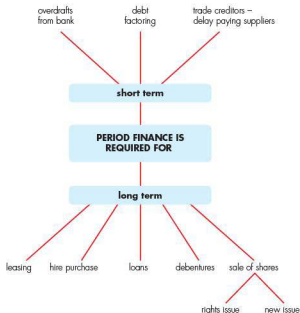 overdrafts
from bank
debt
factoring
trade creditors –
delay paying suppliers
short term
PERIOD FINANCE IS
REQUIRED FOR
long term
leasing
hire purchase
loans
debentures
sale of shares
rights issue
new issue